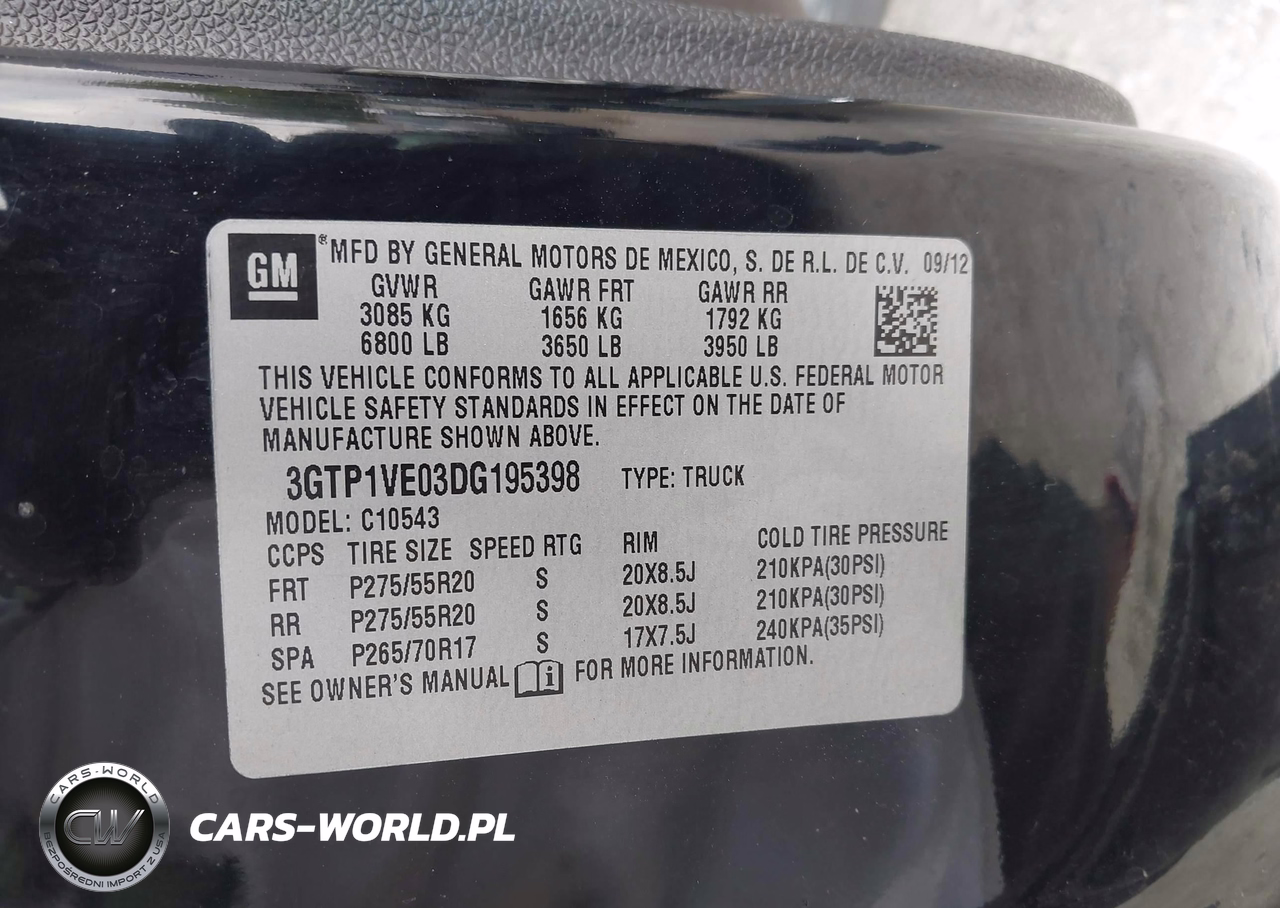 GM
® MFD BY GENERAL MOTORS DE MEXICO, S. DE R.L. DE C.V. 09/12
GVWR GAWR FRT GAWR RR
3085 KG 1656 KG 1792 KG
6800 LB 3650 LB 3950 LB
THIS VEHICLE CONFORMS TO ALL APPLICABLE U.S. FEDERAL MOTOR
VEHICLE SAFETY STANDARDS IN EFFECT ON THE DATE OF
MANUFACTURE SHOWN ABOVE.
3GTP1VE03DG195398 TYPE: TRUCK
MODEL: C10543
CCPS TIRE SIZE SPEED RTG RIM COLD TIRE PRESSURE
FRT P275/55R20 S 20X8.5J 210KPA(30PSI)
RR P275/55R20 S 20X8.5J 210KPA(30PSI)
SPA P265/70R17 S 17X7.5J 240KPA(35PSI)
SEE OWNER'S MANUAL i FOR MORE INFORMATION.
CARS-WORLD
CW
BEZPOŚREDNI IMPORT Z USA
CARS-WORLD.PL